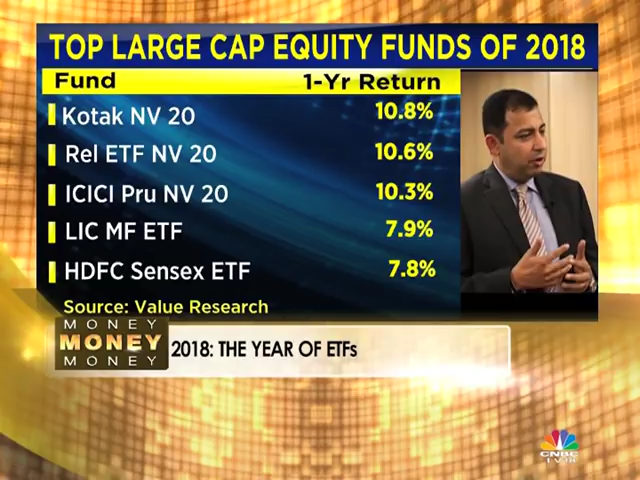 TOP LARGE CAP EQUITY FUNDS OF 2018
Fund 1-Yr Return
Kotak NV 20 10.8%
Rel ETF NV 20 10.6%
ICICI Pru NV 20 10.3%
LIC MF ETF 7.9%
HDFC Sensex ETF 7.8%
Source: Value Research
MONEY
MONEY
MONEY
2018: THE YEAR OF ETFs
CNBC
TV18